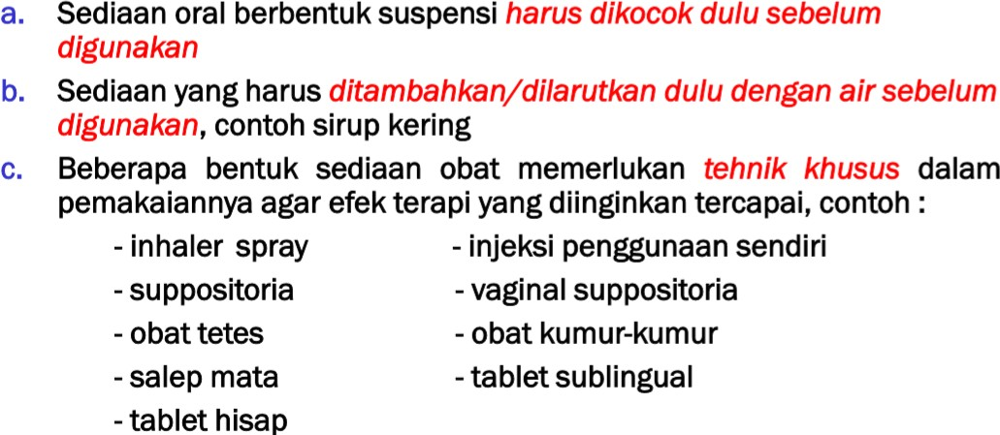 a. Sediaan oral berbentuk suspensi harus dikocok dulu sebelum
digunakan
b. Sediaan yang harus ditambahkan/dilarutkan dulu dengan air sebelum
digunakan, contoh sirup kering
c. Beberapa bentuk sediaan obat memerlukan tehnik khusus dalam
pemakaiannya agar efek terapi yang diinginkan tercapai, contoh :
- inhaler spray - injeksi penggunaan sendiri
- suppositoria - vaginal suppositoria
- obat tetes - obat kumur-kumur
- salep mata - tablet sublingual
- tablet hisap